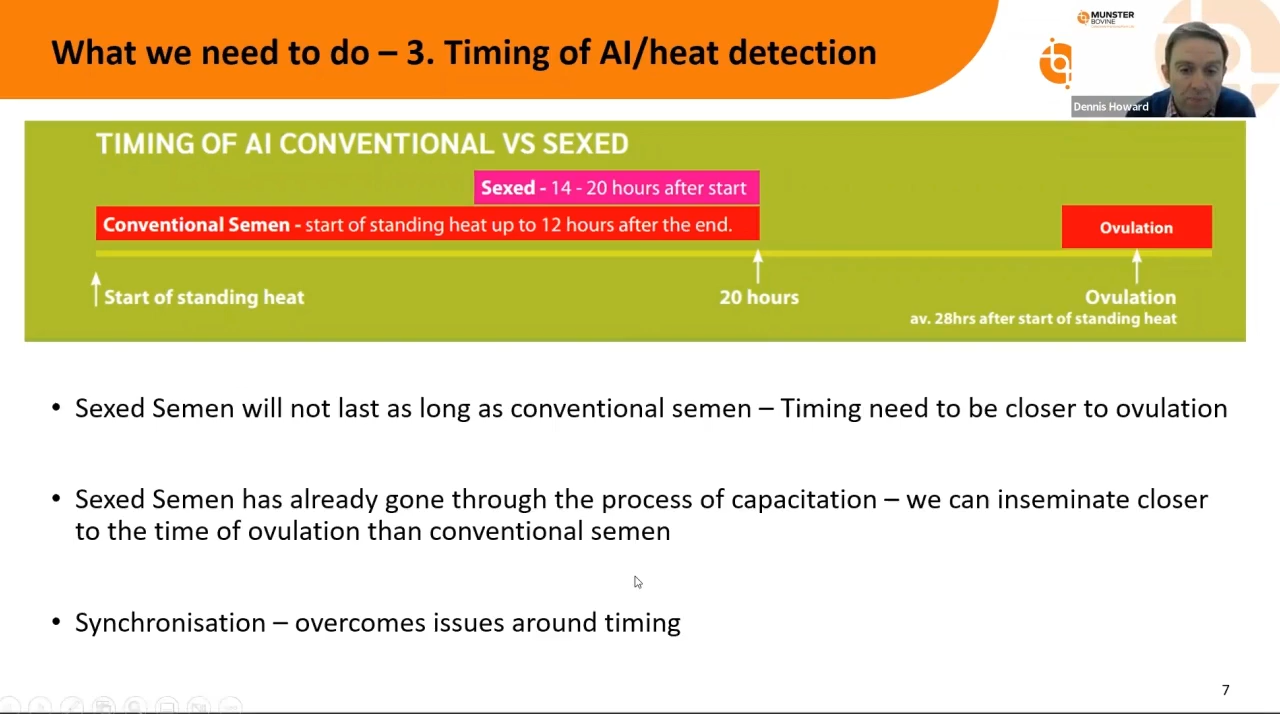 What we need to do – 3. Timing of AI/heat detection
MUNSTER
BOVINE
Dennis Howard
TIMING OF AI CONVENTIONAL VS SEXED
Sexed - 14 - 20 hours after start
Conventional Semen - start of standing heat up to 12 hours after the end.
Ovulation
Start of standing heat
20 hours
Ovulation
av. 28hrs after start of standing heat
• Sexed Semen will not last as long as conventional semen – Timing need to be closer to ovulation
• Sexed Semen has already gone through the process of capacitation – we can inseminate closer
to the time of ovulation than conventional semen
• Synchronisation – overcomes issues around timing
7